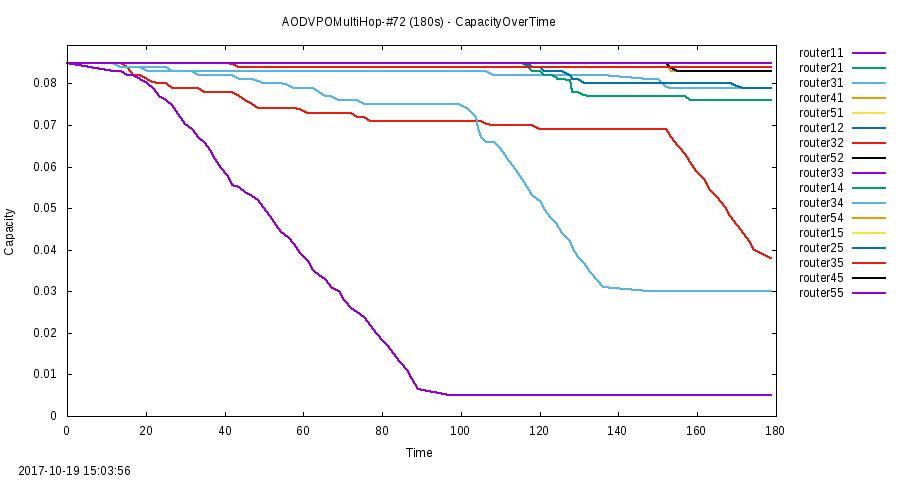 AODVPOMultiHop-#72 (180s) - CapacityOverTime
router11
router21
router31
router41
router51
router12
router32
router52
router33
router14
router34
router54
router15
router25
router35
router45
router55
0.08
0.07
0.06
0.05
0.04
0.03
0.02
0.01
0
Capacity
0 20 40 60 80 100 120 140 160 180
Time
2017-10-19 15:03:56